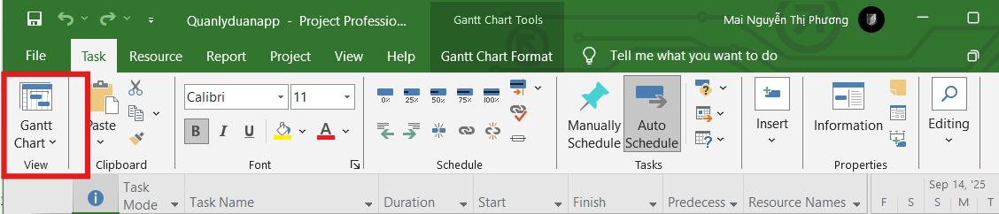 Quanlyduanapp - Project Professio...
Gantt Chart Tools
Mai Nguyễn Thị Phương
File Task Resource Report Project View Help Gantt Chart Format Tell me what you want to do
Gantt
Chart
View
Paste
Clipboard
Calibri 11
B I U A
Font
0% 25% 50% 75% 100%
Schedule
Manually
Schedule
Auto
Schedule
Tasks
Insert
Information
Properties
Editing
Task
Mode
Task Name
Duration
Start
Finish
Predecess
Resource Names
Sep 14, '25
F S S M T